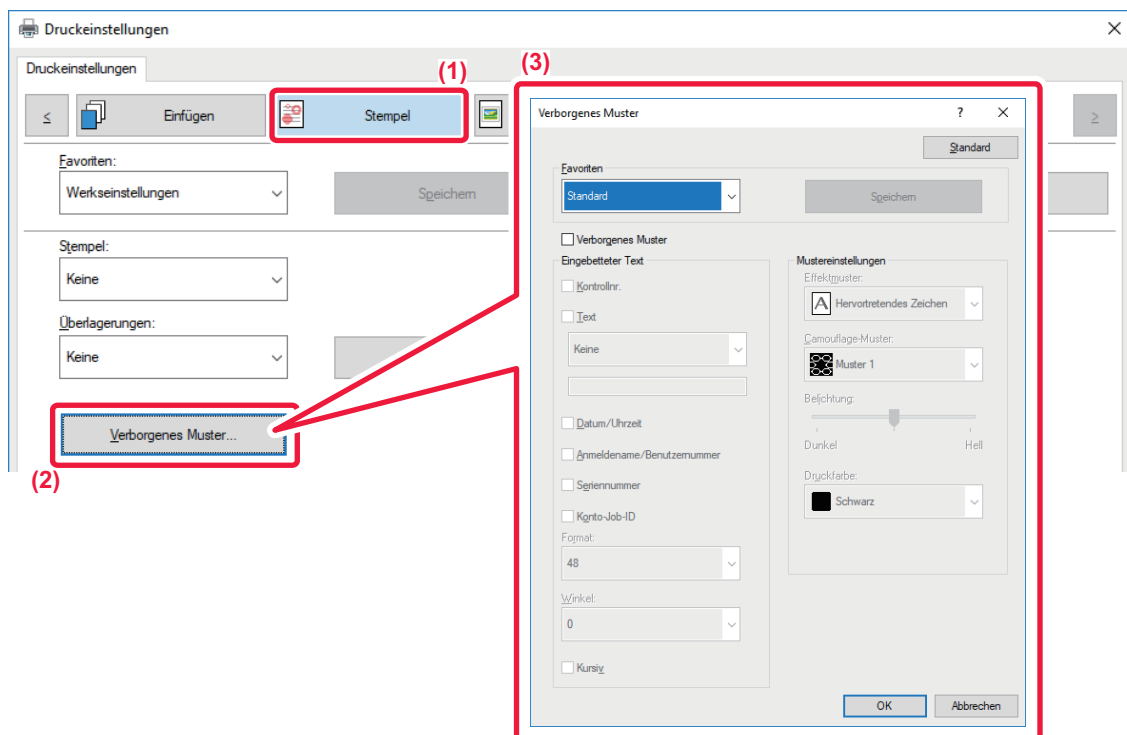 Druckeinstellungen
Druckeinstellungen
(1)
(3)
<
Einfügen
Stempel
>
Favoriten:
Werkseinstellungen
Speichern
Stempel:
Keine
Überlagerungen:
Keine
Verborgenes Muster...
(2)
Verborgenes Muster
?
Standard
Favoriten
Standard
Speichern
Verborgenes Muster
Eingebetteter Text
Kontrollnr.
Text
Keine
Datum/Uhrzeit
Anmeldename/Benutzernummer
Seriennummer
Konto-Job-ID
Format:
48
Winkel:
0
Kursiv
Mustereinstellungen
Effektmuster:
A Hervortretendes Zeichen
Camouflage-Muster:
Muster 1
Belichtung:
Dunkel Hell
Druckfarbe:
Schwarz
OK Abbrechen